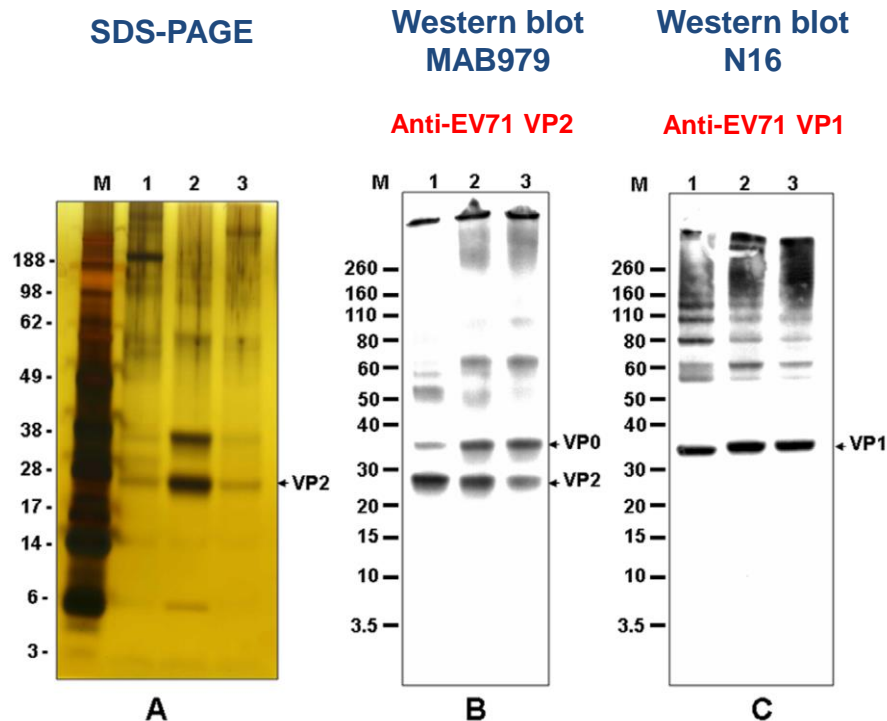 SDS-PAGE
Western blot
MAB979
Western blot
N16
Anti-EV71 VP2
Anti-EV71 VP1
M 1 2 3
188 -
98 -
62 -
49 -
38 -
28 -
17 -
14 -
6 -
3 -
VP2
A
M 1 2 3
260
160
110
80
60
50
40
30
20
15
10
3.5
VP0
VP2
B
M 1 2 3
260
160
110
80
60
50
40
30
20
15
10
3.5
VP1
C